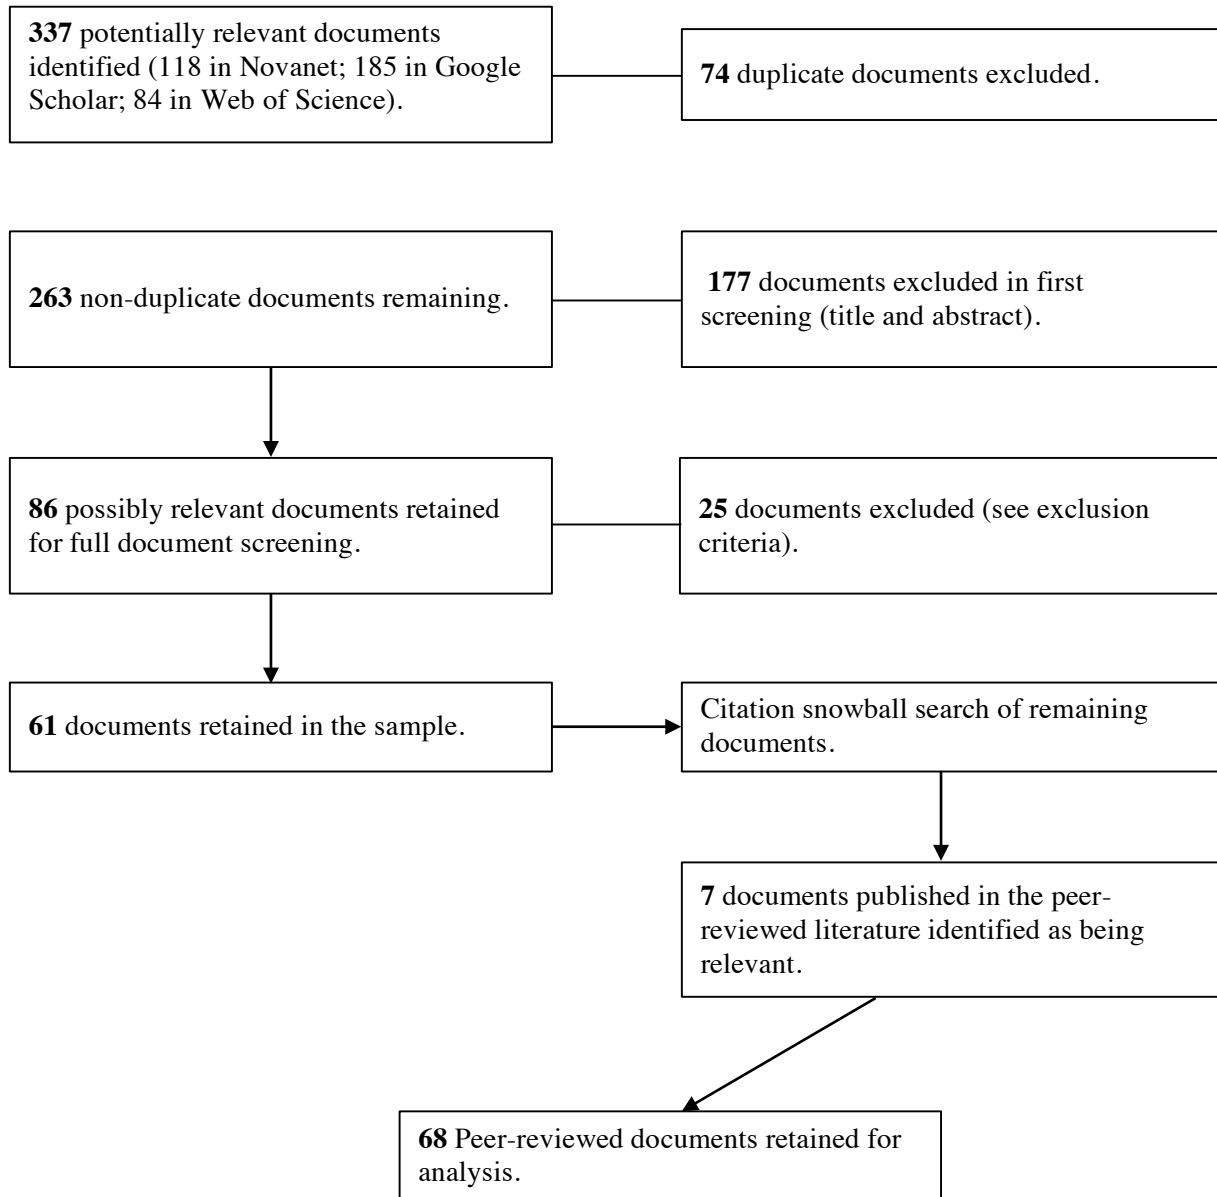 337 potentially relevant documents
identified (118 in Novanet; 185 in Google
Scholar; 84 in Web of Science).
74 duplicate documents excluded.
263 non-duplicate documents remaining.
177 documents excluded in first
screening (title and abstract).
86 possibly relevant documents retained
for full document screening.
25 documents excluded (see exclusion
criteria).
61 documents retained in the sample.
Citation snowball search of remaining
documents.
7 documents published in the peer-
reviewed literature identified as being
relevant.
68 Peer-reviewed documents retained for
analysis.